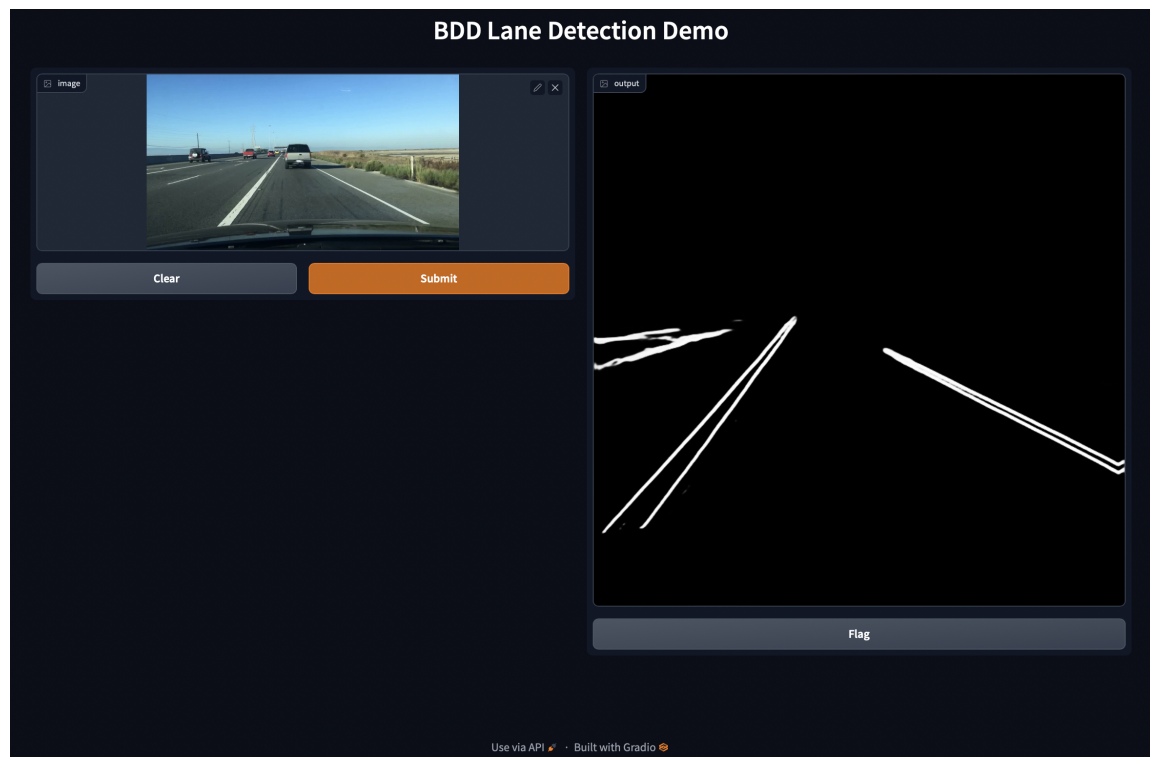 BDD Lane Detection Demo
image
output
Clear
Submit
Flag
Use via API 🚀 · Built with Gradio